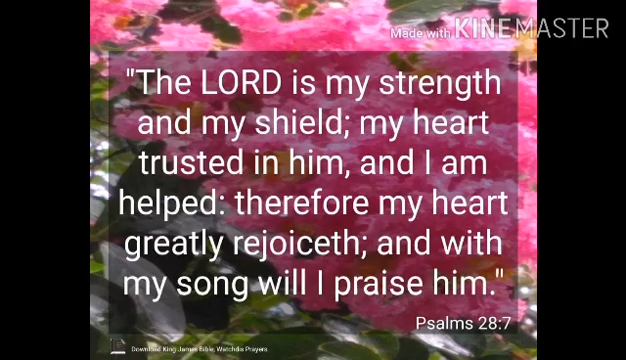 Made with KINEMASTER
"The LORD is my strength
and my shield; my heart
trusted in him, and I am
helped: therefore my heart
greatly rejoiceth; and with
my song will I praise him."
Psalms 28:7
Download King James Bible, Watchdis Prayers